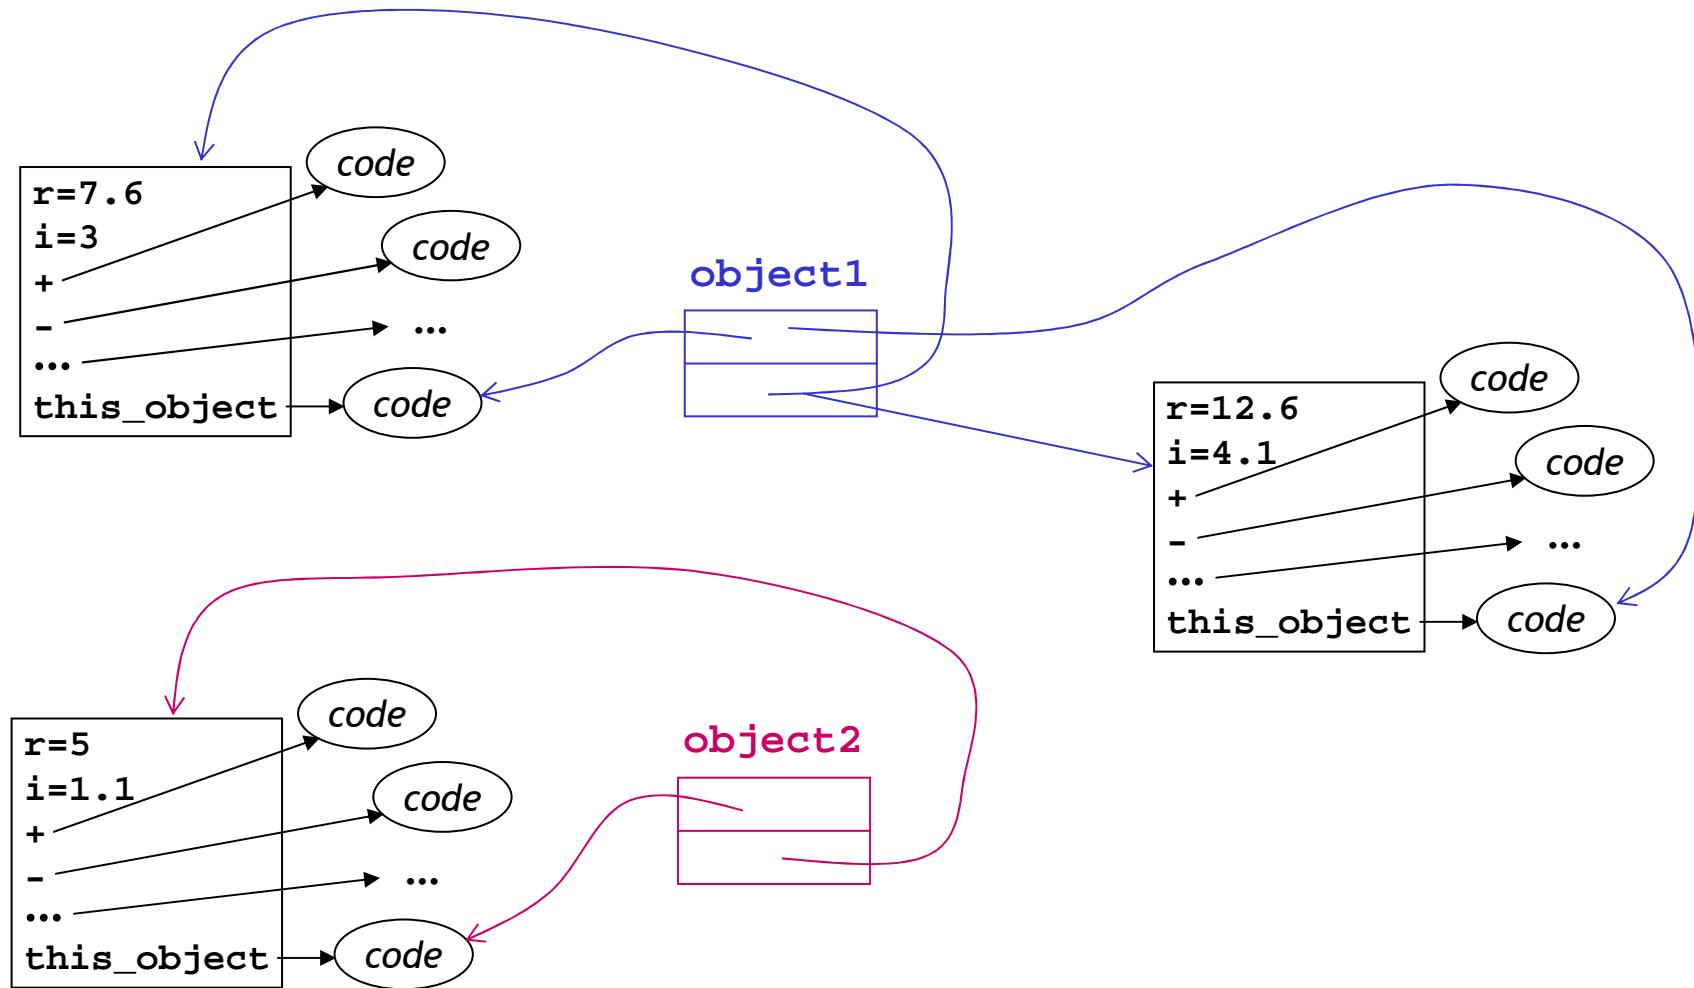 r=7.6
i=3
+
-
...
this_object
code
code
...
code
object1
r=12.6
i=4.1
+
-
...
this_object
code
code
...
code
r=5
i=1.1
+
-
...
this_object
code
code
...
code
object2